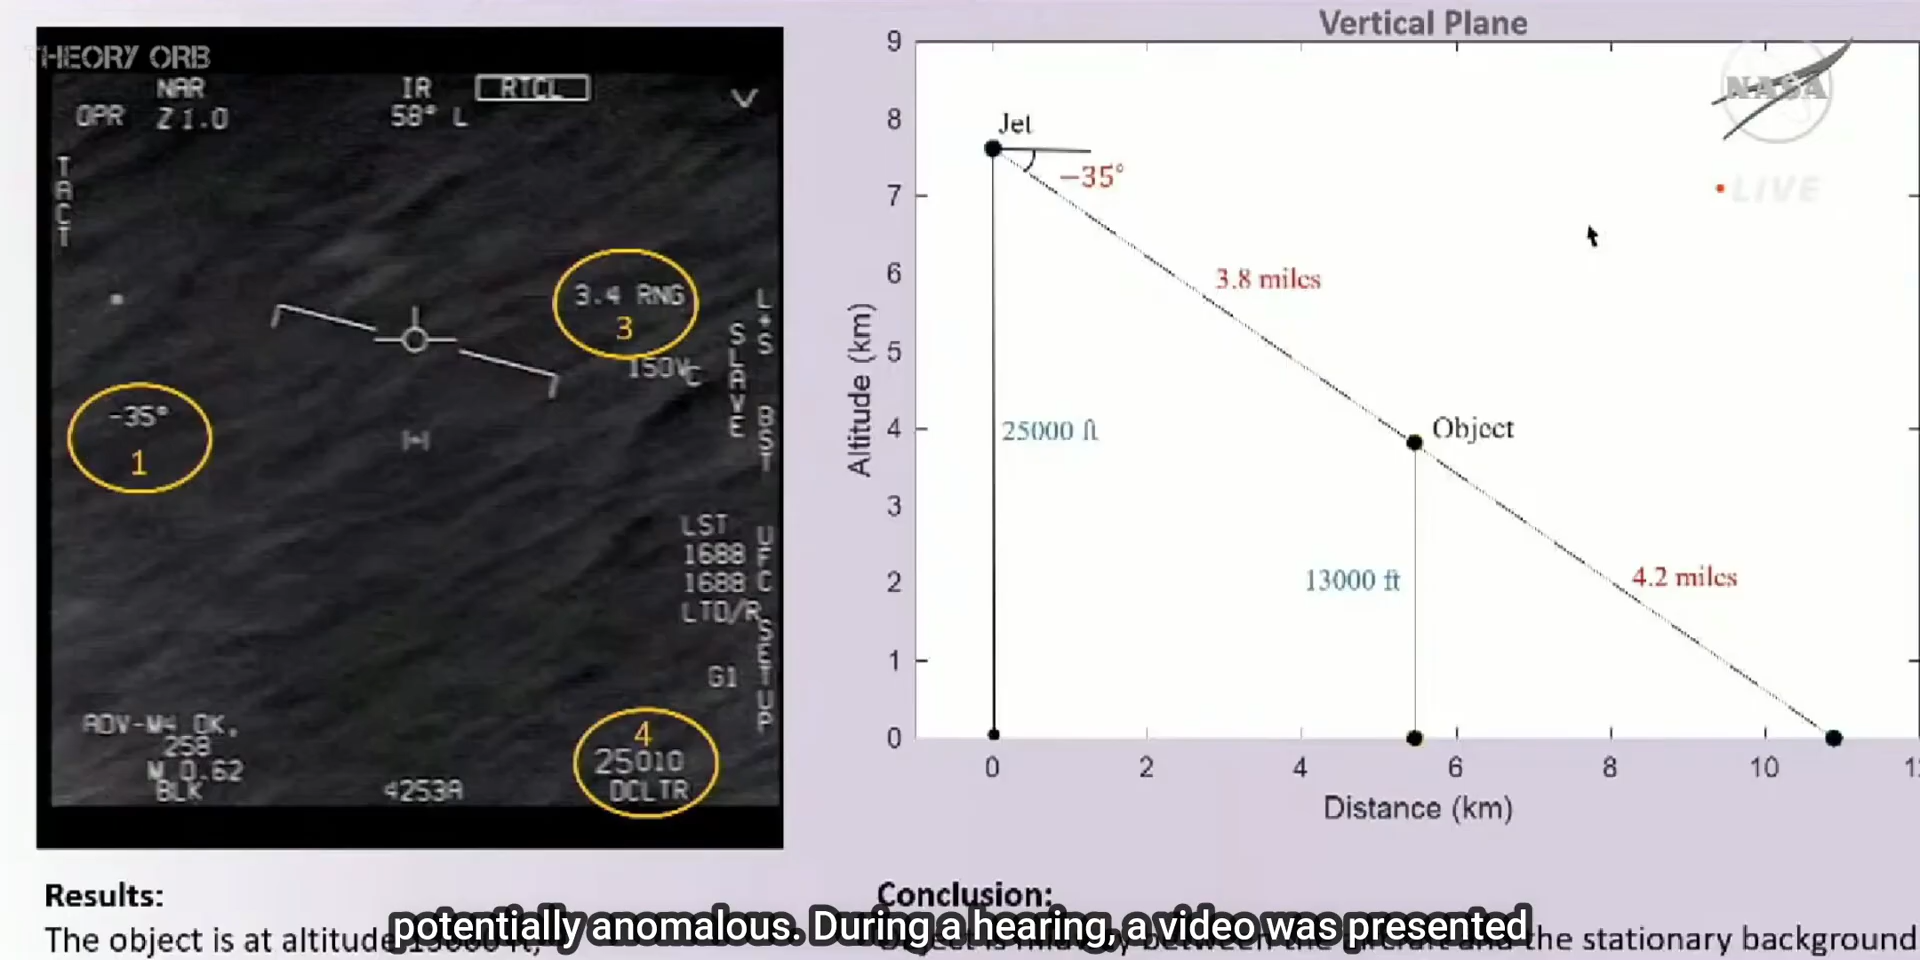 THEORY ORB
NAR
IR
RTCL
OPR Z1.0
58° L
V
TACT
3.4 RNG
3
L+S
SLAVE
150Vc
BST
-35°
1
LST
1688
1688
LTD/R
UFC
SETUP
G1
4
25010
DCLTR
ADV-M4 OK,
258
M 0.62
BLK
4253A
Vertical Plane
NASA
LIVE
Jet
-35°
3.8 miles
25000 ft
Object
13000 ft
4.2 miles
Altitude (km)
9
8
7
6
5
4
3
2
1
0
0
2
4
6
8
10
Distance (km)
Results:
Conclusion:
The object is at altitude
the stationary background
potentially anomalous. During a hearing, a video was presented